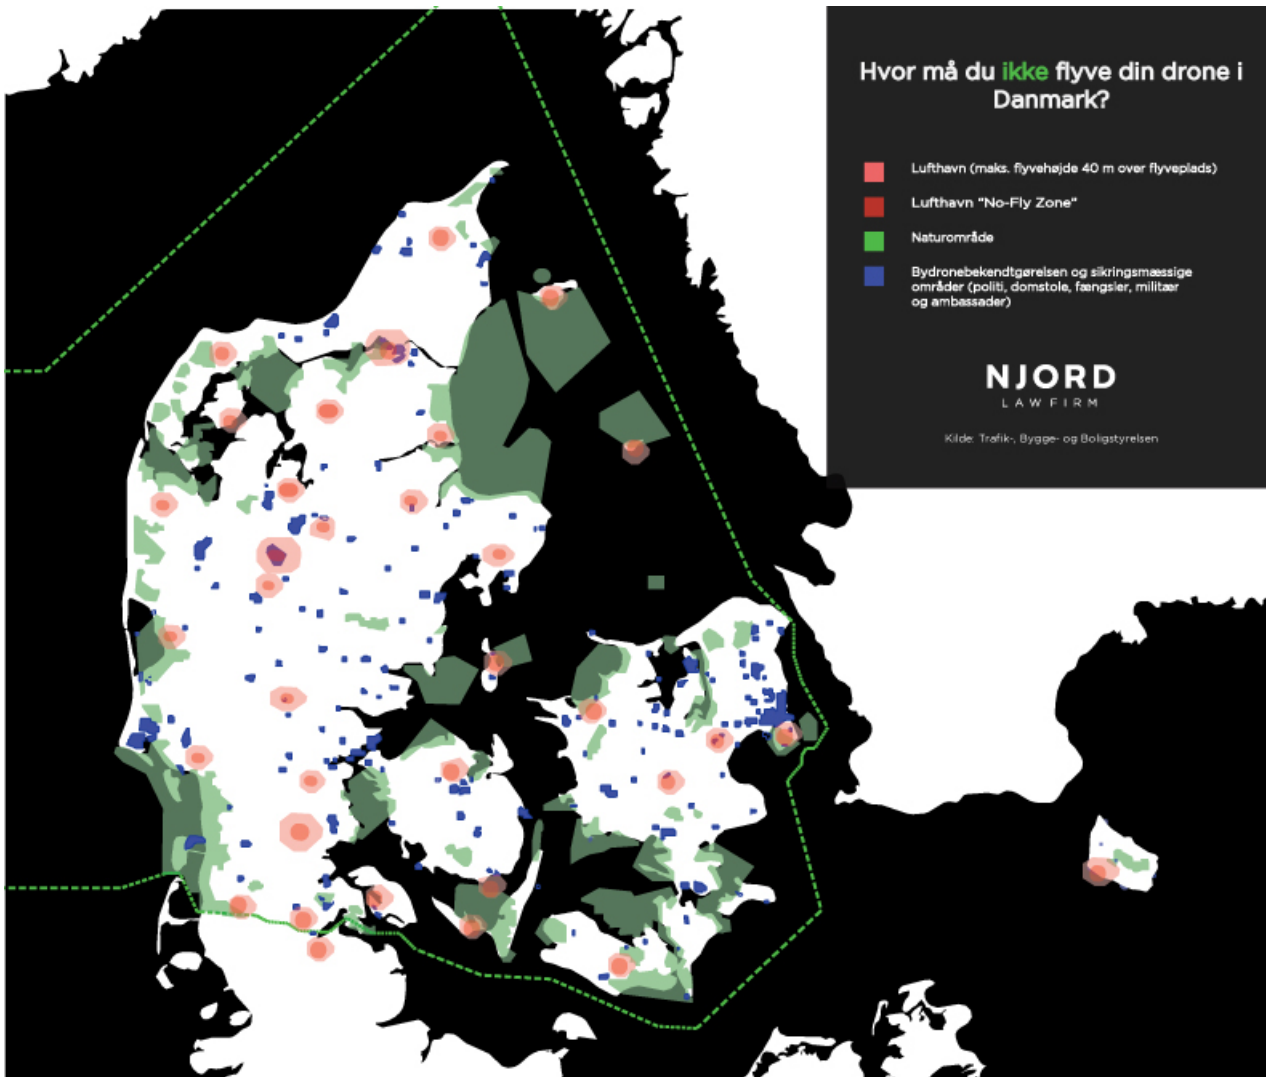 Hvor må du ikke flyve din drone i
Danmark?
Lufthavn (maks. flyvehøjde 40 m over flyveplads)
Lufthavn "No-Fly Zone"
Naturområde
Bydronebekendtgørelsen og sikringsmæssige
områder (politi, domstole, fængsler, militær
og ambassader)
NJORD
LAW FIRM
Kilde: Trafik-, Bygge- og Boligstyrelsen